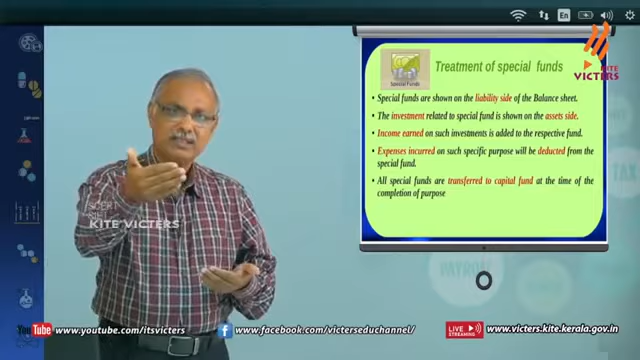 En
KITE
VICTERS
Treatment of special funds
Special Funds
• Special funds are shown on the liability side of the Balance sheet.
• The investment related to special fund is shown on the assets side.
• Income earned on such investments is added to the respective fund.
• Expenses incurred on such specific purpose will be deducted from the
special fund.
• All special funds are transferred to capital fund at the time of the
completion of purpose
TAX
PAYROLL
SCERT
KITE VICTERS
YouTube www.youtube.com/itsvicters
www.facebook.com/victerseduchannel/
LIVE
STREAMING
www.victers.kite.kerala.gov.in